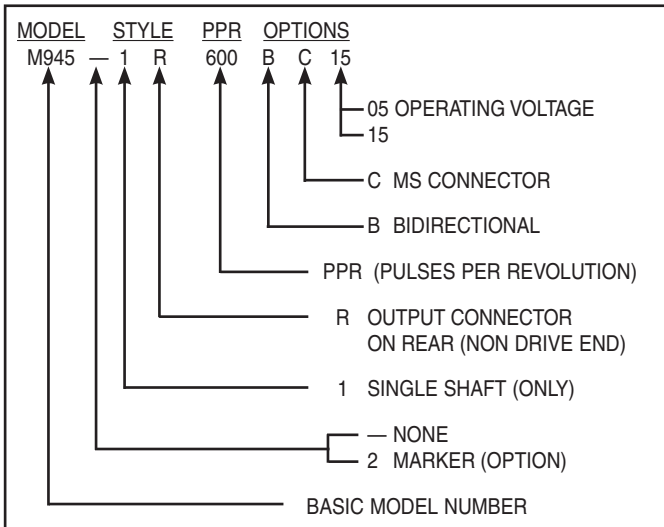 MODEL STYLE PPR OPTIONS
M945 — 1 R 600 B C 15
05 OPERATING VOLTAGE
15
C MS CONNECTOR
B BIDIRECTIONAL
PPR (PULSES PER REVOLUTION)
R OUTPUT CONNECTOR
ON REAR (NON DRIVE END)
1 SINGLE SHAFT (ONLY)
— NONE
2 MARKER (OPTION)
BASIC MODEL NUMBER